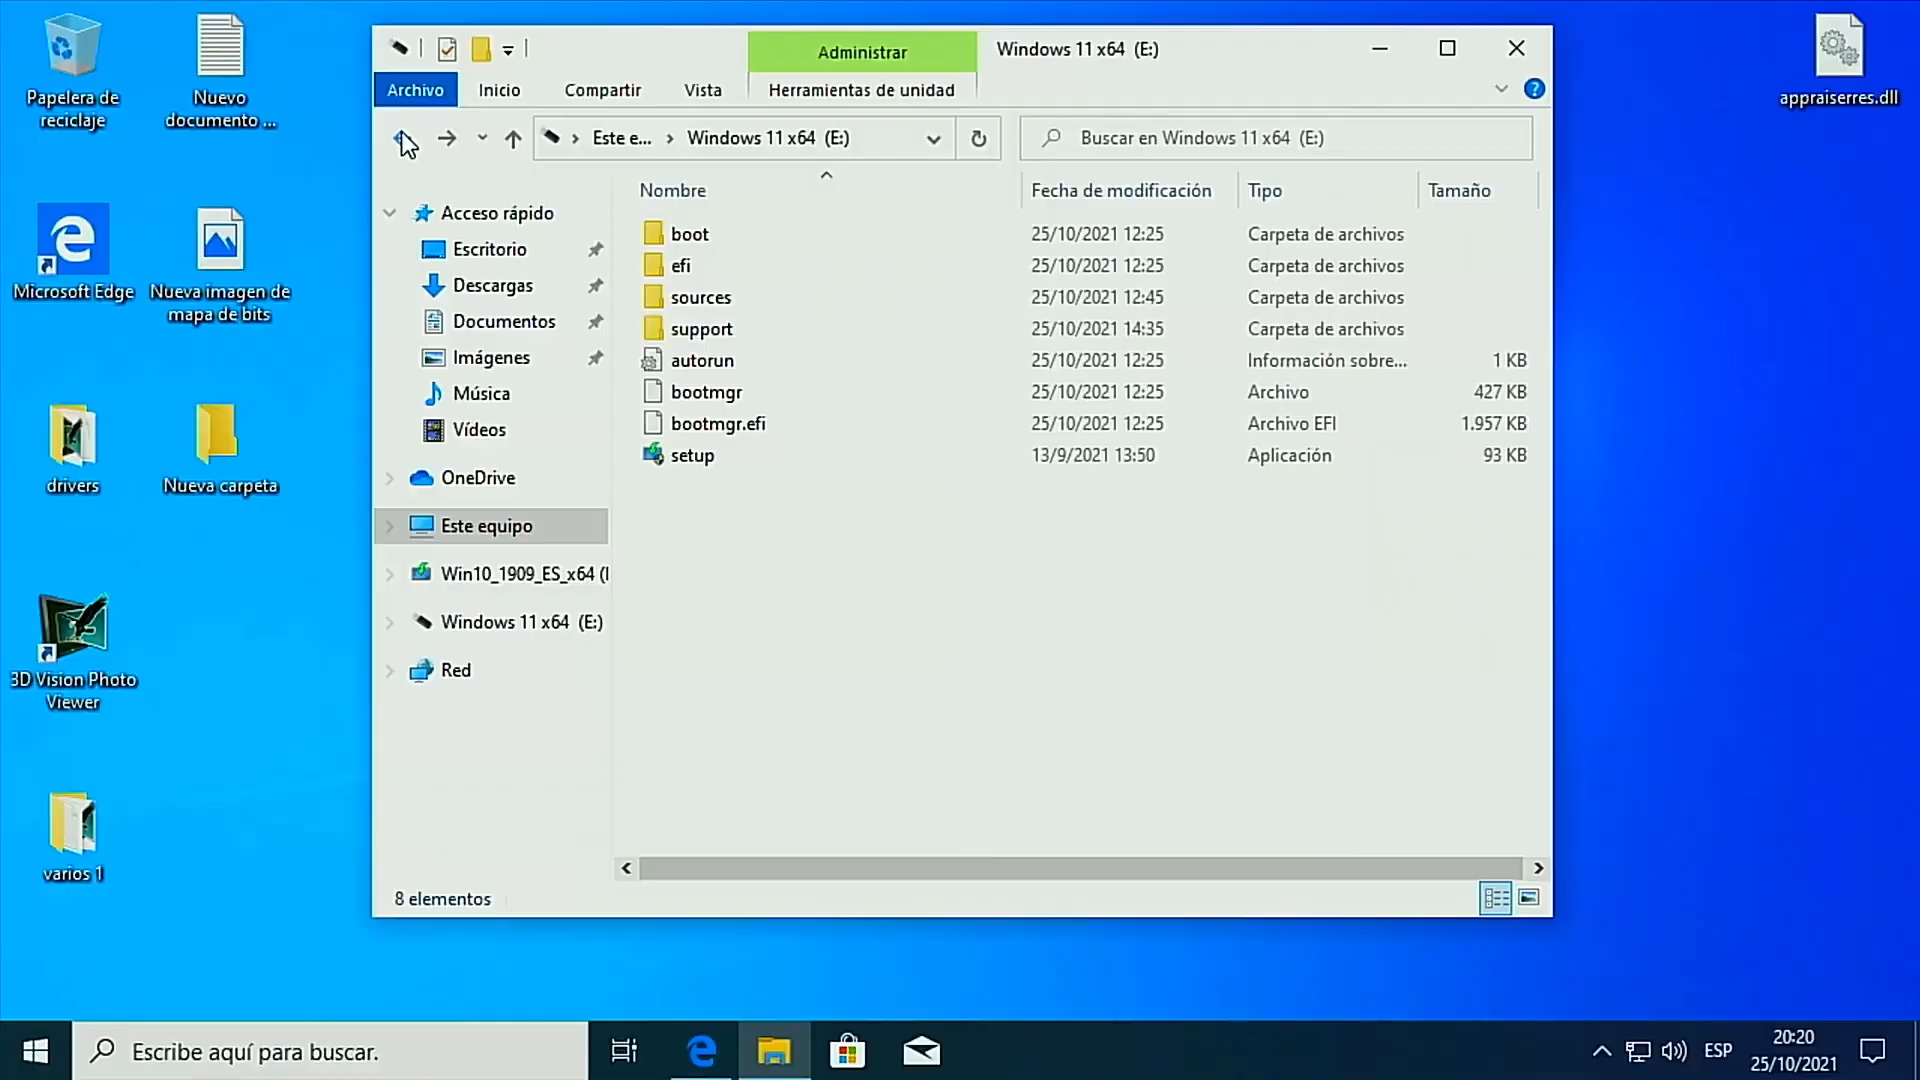 Papelera de
reciclaje
Nuevo
documento ...
Microsoft Edge
Nueva imagen de
mapa de bits
drivers
Nueva carpeta
3D Vision Photo
Viewer
varios 1
appraiserres.dll
Administrar
Windows 11 x64 (E:)
Archivo
Inicio
Compartir
Vista
Herramientas de unidad
Este e...
Windows 11 x64 (E:)
Buscar en Windows 11 x64 (E:)
Acceso rápido
Escritorio
Descargas
Documentos
Imágenes
Música
Vídeos
OneDrive
Este equipo
Win10_1909_ES_x64 (
Windows 11 x64 (E:)
Red
Nombre Fecha de modificación Tipo Tamaño
boot 25/10/2021 12:25 Carpeta de archivos
efi 25/10/2021 12:25 Carpeta de archivos
sources 25/10/2021 12:45 Carpeta de archivos
support 25/10/2021 14:35 Carpeta de archivos
autorun 25/10/2021 12:25 Información sobre... 1 KB
bootmgr 25/10/2021 12:25 Archivo 427 KB
bootmgr.efi 25/10/2021 12:25 Archivo EFI 1.957 KB
setup 13/9/2021 13:50 Aplicación 93 KB
8 elementos
Escribe aquí para buscar.
ESP
20:20
25/10/2021